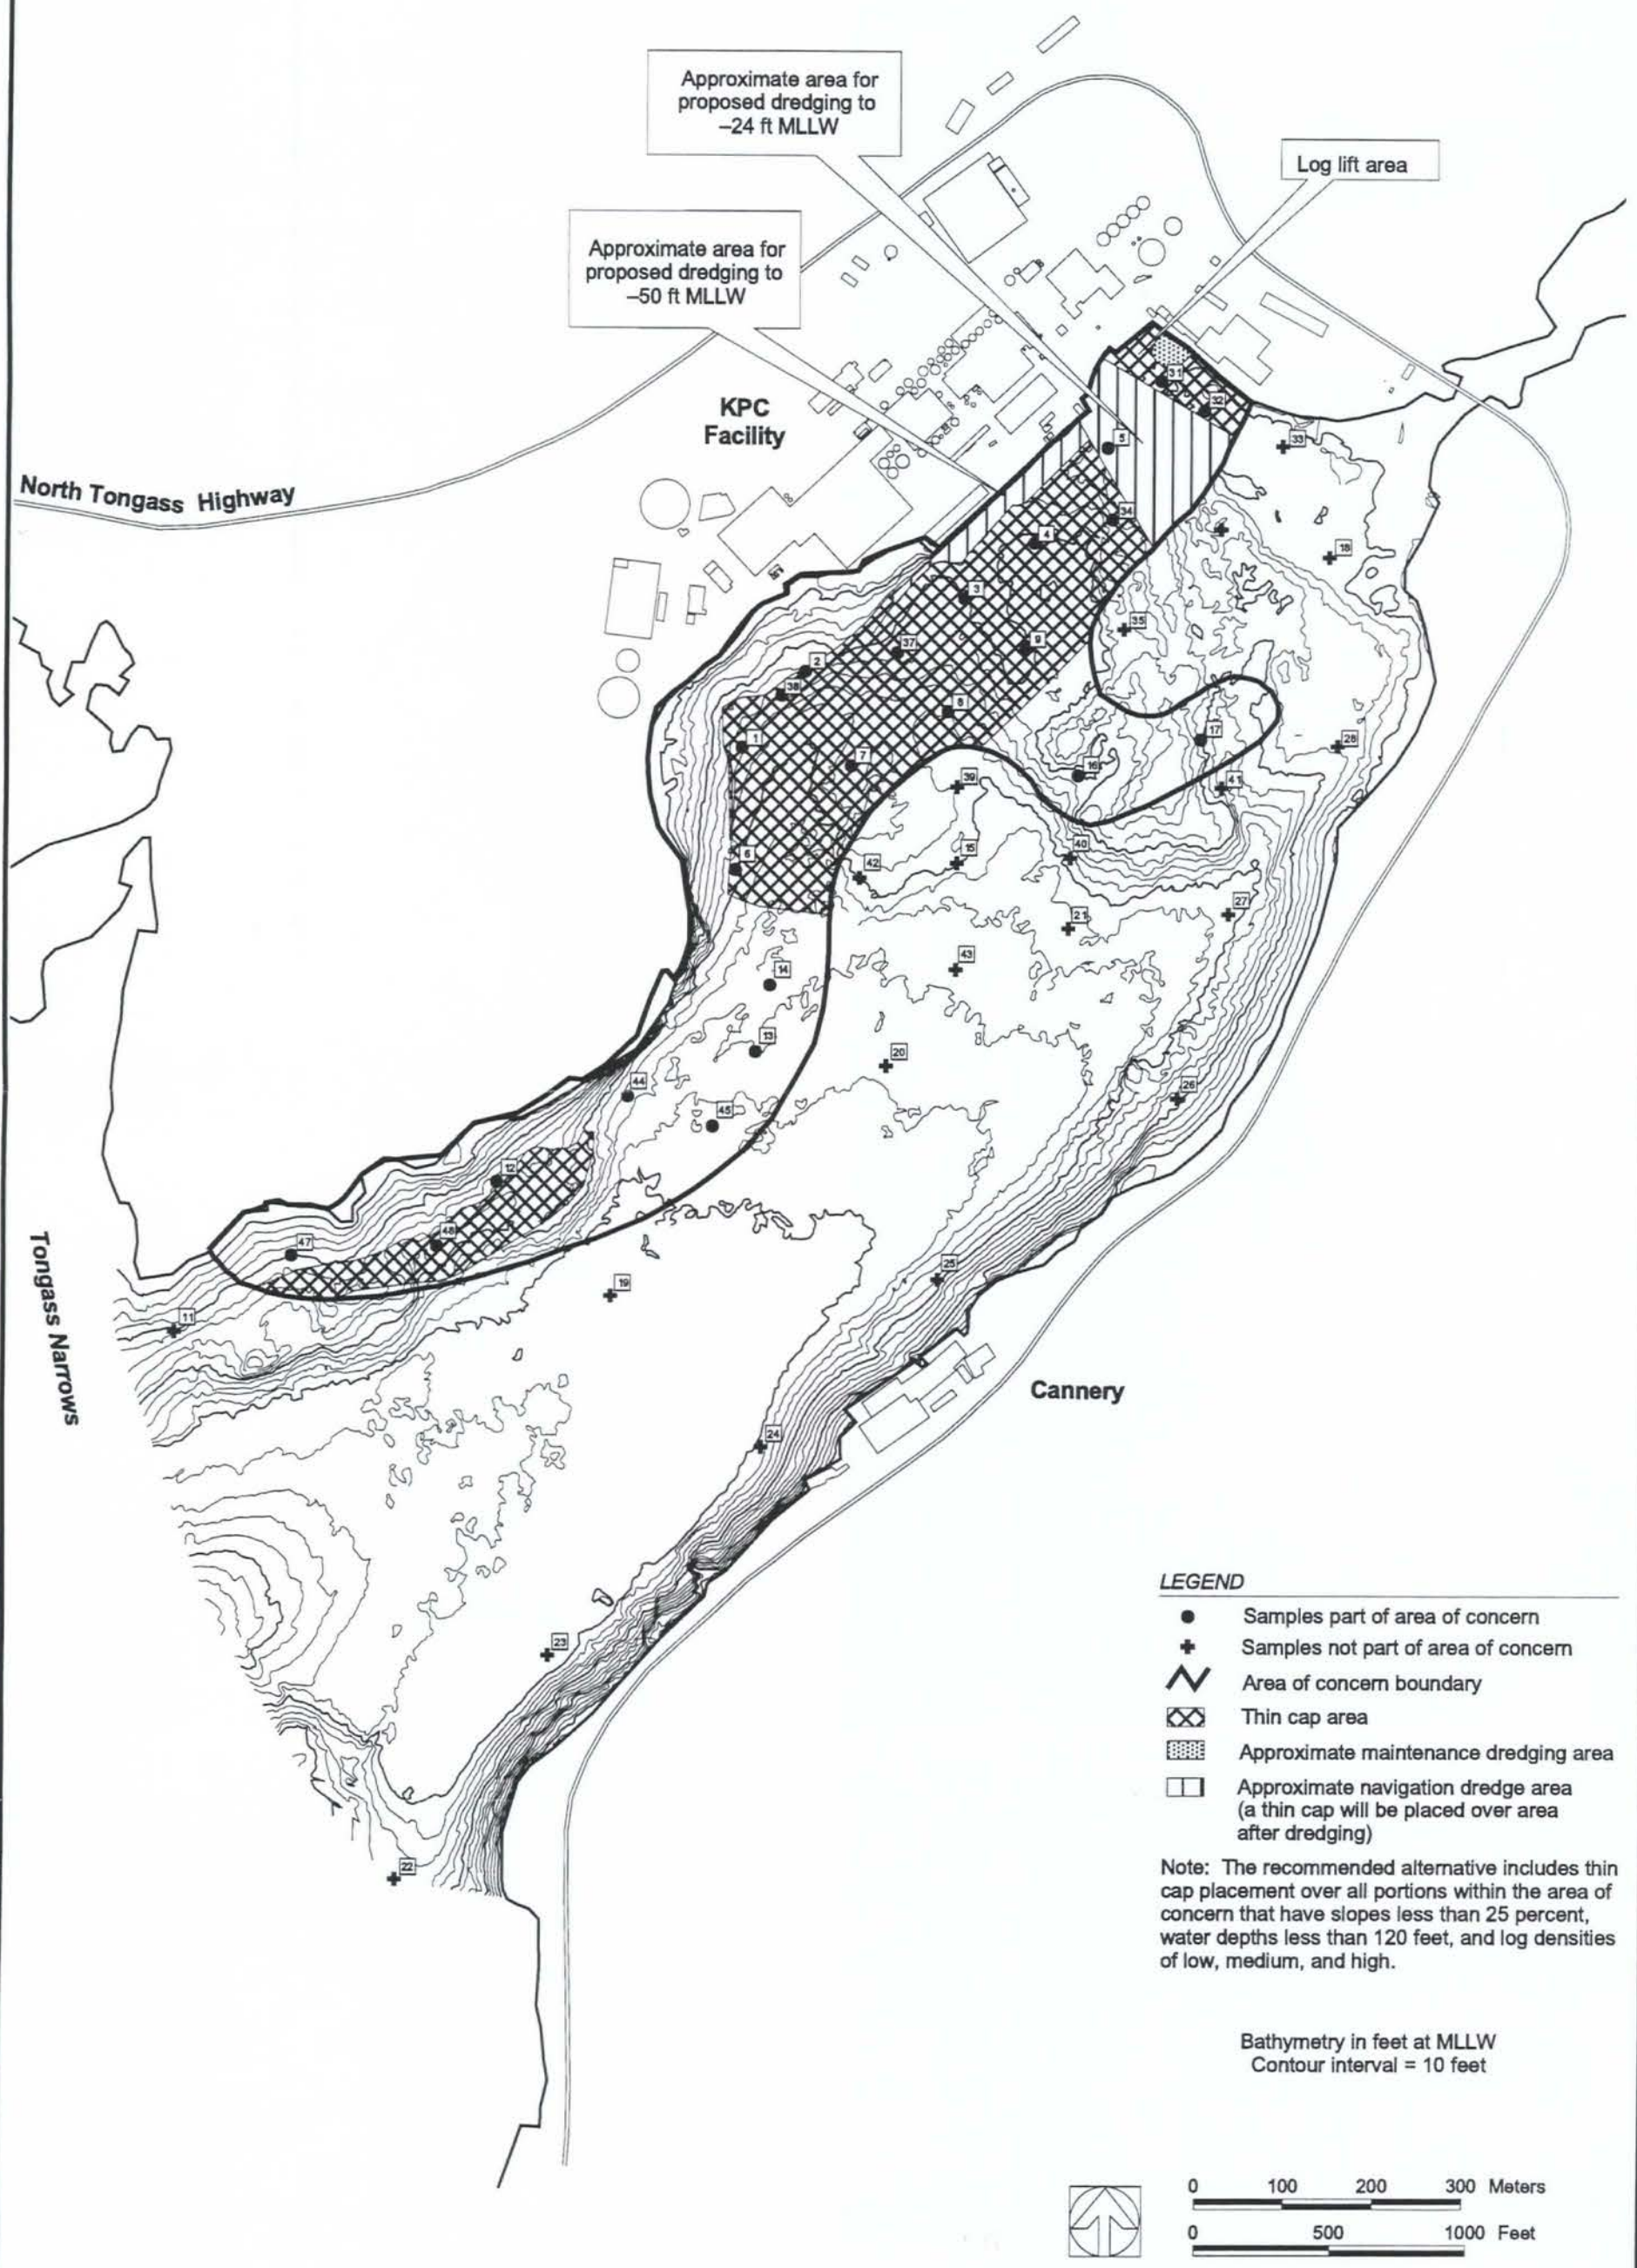 Approximate area for
proposed dredging to
–24 ft MLLW
Log lift area
Approximate area for
proposed dredging to
–50 ft MLLW
KPC
Facility
North Tongass Highway
31
32
5
33
34
4
18
3
35
37
9
2
38
8
17
1
28
7
16
39
41
6
15
40
42
27
21
43
14
13
20
44
26
45
12
47
46
25
19
11
Tongass Narrows
Cannery
24
23
22
LEGEND
Samples part of area of concern
Samples not part of area of concern
Area of concern boundary
Thin cap area
Approximate maintenance dredging area
Approximate navigation dredge area
(a thin cap will be placed over area
after dredging)
Note: The recommended alternative includes thin
cap placement over all portions within the area of
concern that have slopes less than 25 percent,
water depths less than 120 feet, and log densities
of low, medium, and high.
Bathymetry in feet at MLLW
Contour interval = 10 feet
0 100 200 300 Meters
0 500 1000 Feet